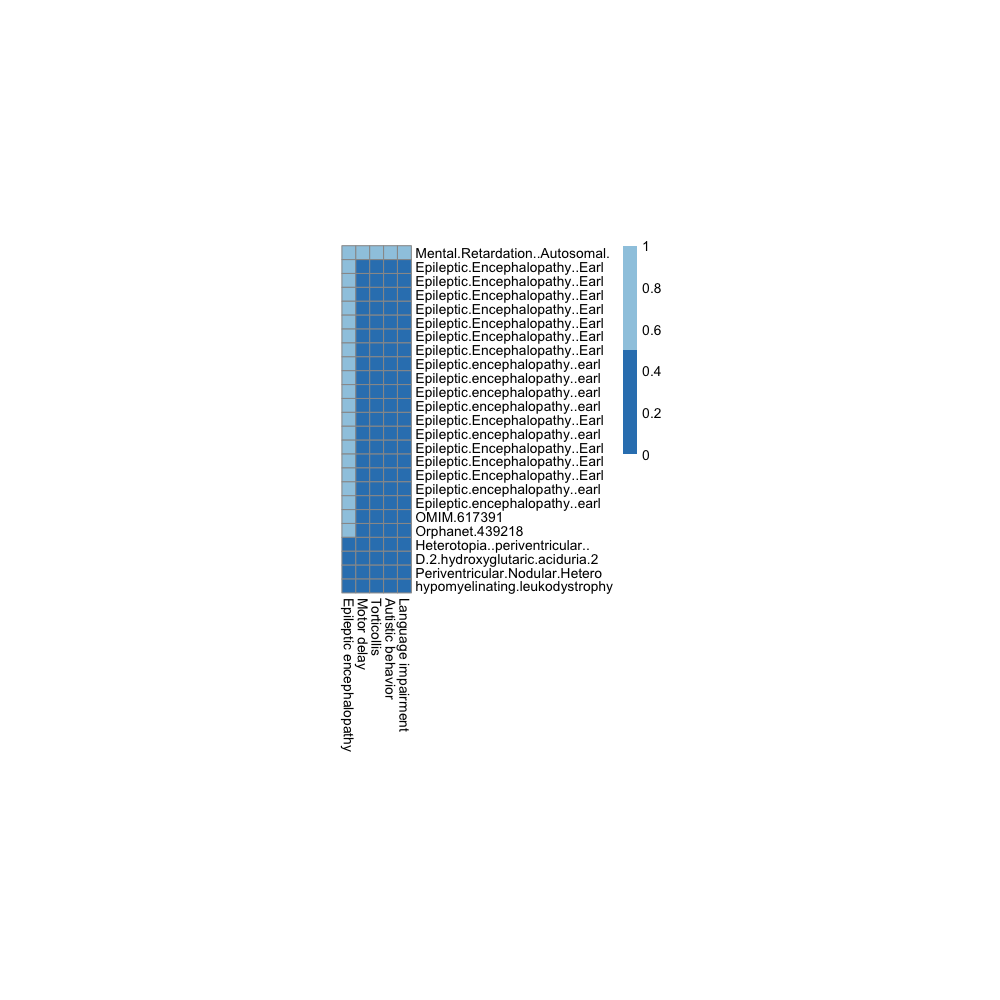 Mental.Retardation..Autosomal.
Epileptic.Encephalopathy..Earl
Epileptic.Encephalopathy..Earl
Epileptic.Encephalopathy..Earl
Epileptic.Encephalopathy..Earl
Epileptic.Encephalopathy..Earl
Epileptic.Encephalopathy..Earl
Epileptic.Encephalopathy..Earl
Epileptic.encephalopathy..earl
Epileptic.encephalopathy..earl
Epileptic.encephalopathy..earl
Epileptic.encephalopathy..earl
Epileptic.Encephalopathy..Earl
Epileptic.encephalopathy..earl
Epileptic.Encephalopathy..Earl
Epileptic.Encephalopathy..Earl
Epileptic.Encephalopathy..Earl
Epileptic.encephalopathy..earl
Epileptic.encephalopathy..earl
OMIM.617391
Orphanet.439218
Heterotopia..periventricular..
D.2.hydroxyglutaric.aciduria.2
Periventricular.Nodular.Hetero
hypomyelinating.leukodystrophy
1
0.8
0.6
0.4
0.2
0
Epileptic encephalopathy
Motor delay
Torticollis
Autistic behavior
Language impairment